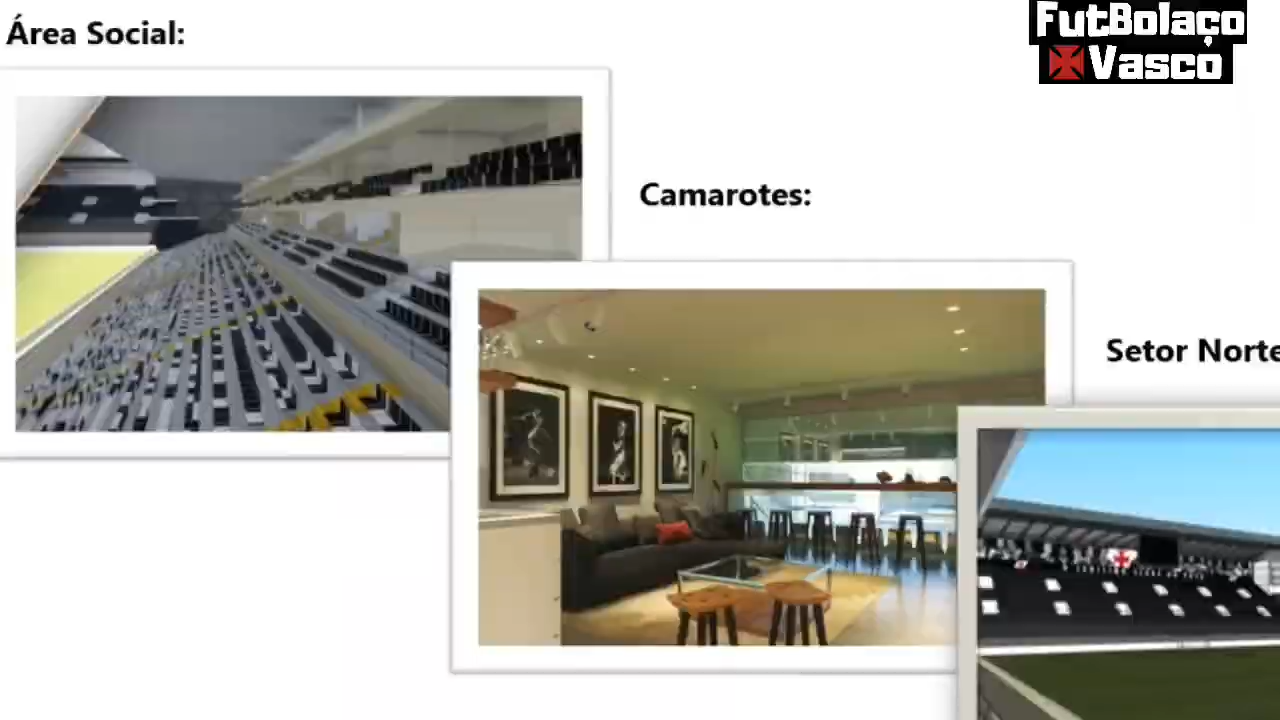 Área Social:
FutBolaço
Vasco
Camarotes:
Setor Norte